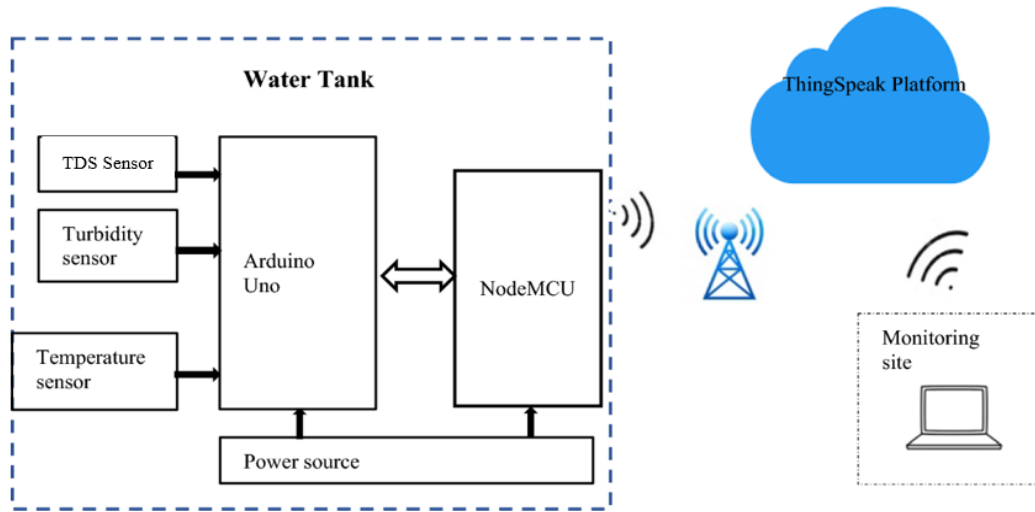 Water Tank
ThingSpeak Platform
TDS Sensor
Turbidity
sensor
Arduino
Uno
NodeMCU
Temperature
sensor
Monitoring
site
Power source